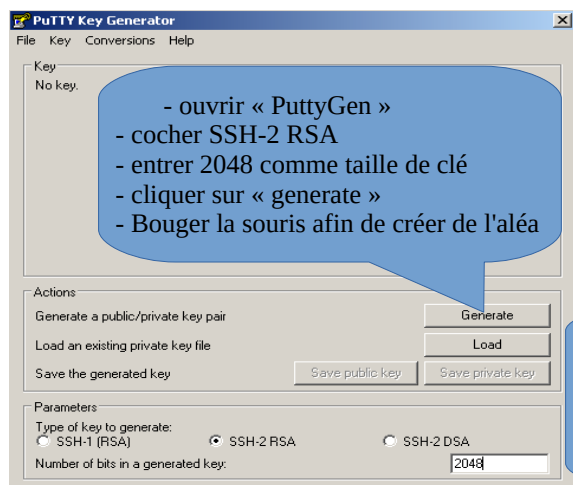 PuTTY Key Generator
File Key Conversions Help
Key
No key.
- ouvrir « PuttyGen »
- cocher SSH-2 RSA
- entrer 2048 comme taille de clé
- cliquer sur « generate »
- Bouger la souris afin de créer de l'aléa
Actions
Generate a public/private key pair Generate
Load an existing private key file Load
Save the generated key Save public key Save private key
Parameters
Type of key to generate:
SSH-1 (RSA) SSH-2 RSA SSH-2 DSA
Number of bits in a generated key: 2048